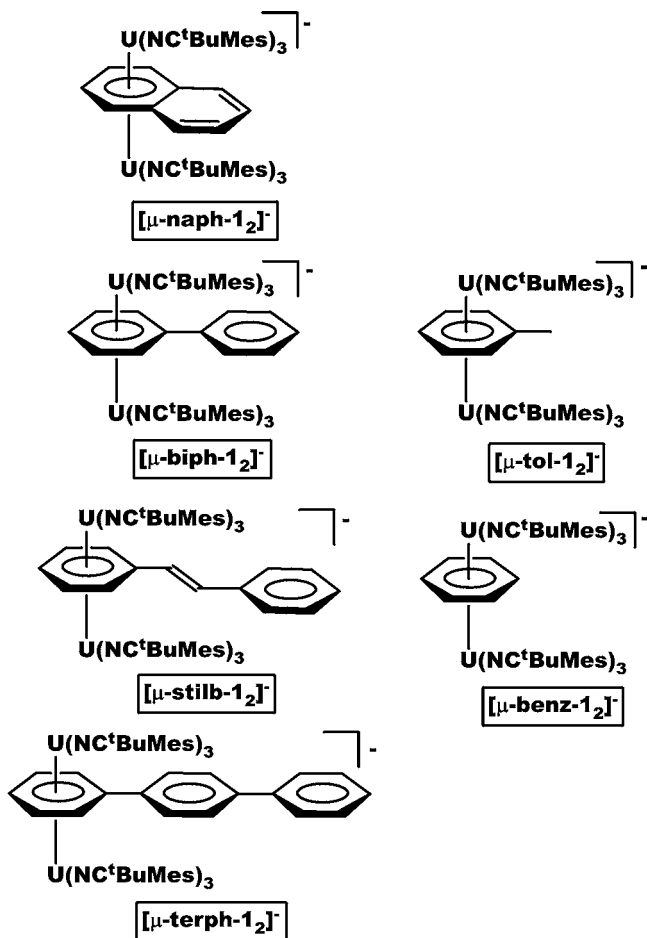 U(NCᵗBuMes)₃ ⁻
U(NCᵗBuMes)₃
[μ-naph-1₂]⁻
U(NCᵗBuMes)₃ ⁻
U(NCᵗBuMes)₃
[μ-biph-1₂]⁻
U(NCᵗBuMes)₃ ⁻
U(NCᵗBuMes)₃
[μ-tol-1₂]⁻
U(NCᵗBuMes)₃ ⁻
U(NCᵗBuMes)₃
[μ-stilb-1₂]⁻
U(NCᵗBuMes)₃ ⁻
U(NCᵗBuMes)₃
[μ-benz-1₂]⁻
U(NCᵗBuMes)₃ ⁻
U(NCᵗBuMes)₃
[μ-terph-1₂]⁻